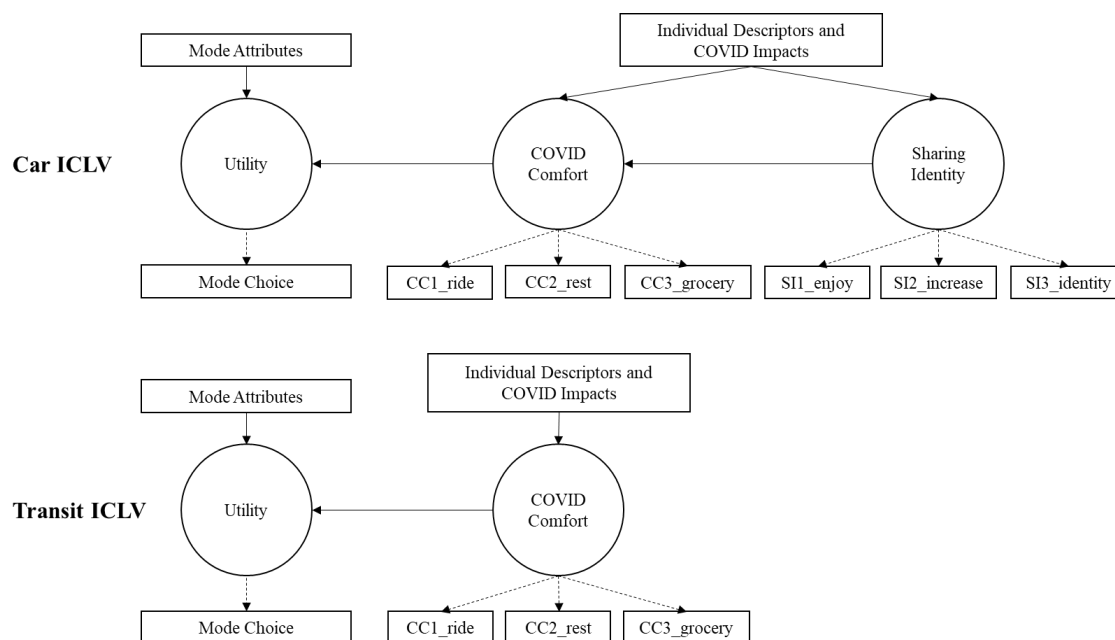 Individual Descriptors and
COVID Impacts
Mode Attributes
Car ICLV
Utility
COVID
Comfort
Sharing
Identity
Mode Choice
CC1_ride
CC2_rest
CC3_grocery
SI1_enjoy
SI2_increase
SI3_identity
Individual Descriptors and
COVID Impacts
Mode Attributes
Transit ICLV
Utility
COVID
Comfort
Mode Choice
CC1_ride
CC2_rest
CC3_grocery